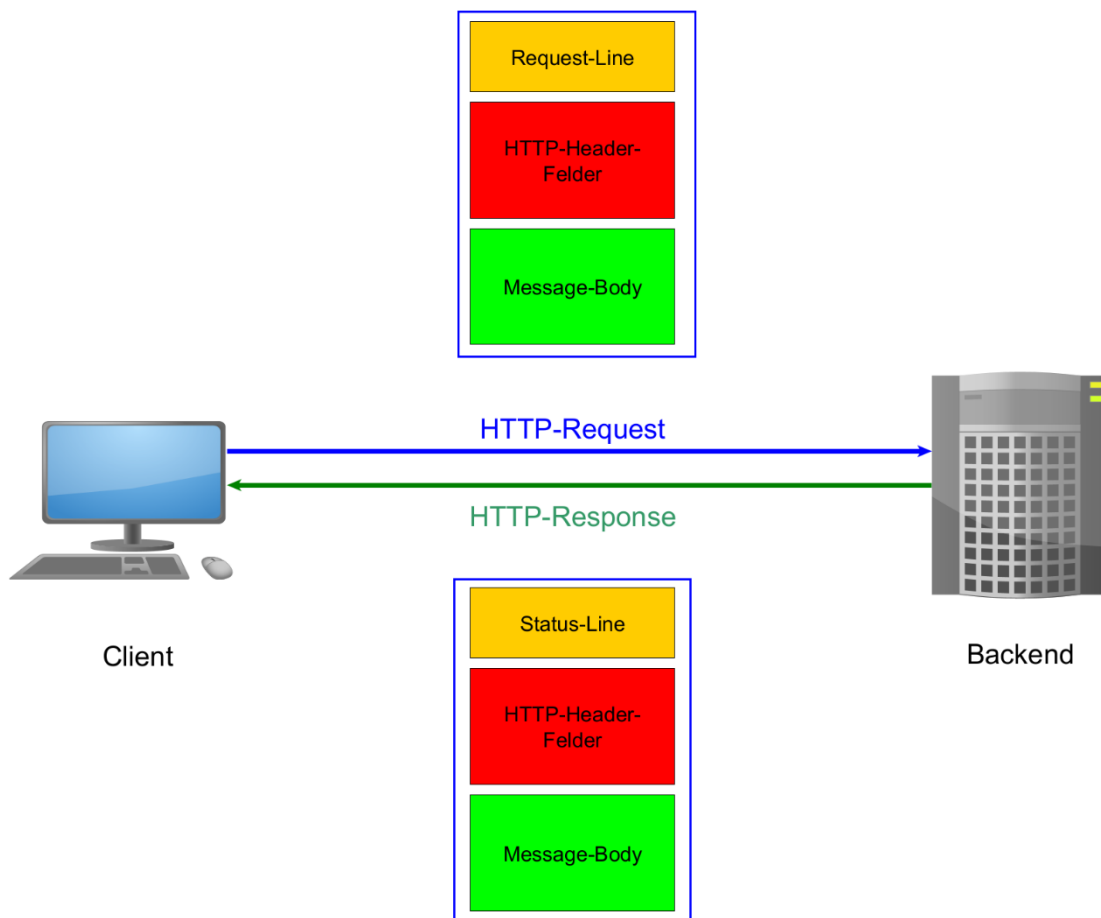 Request-Line
HTTP-Header-
Felder
Message-Body
HTTP-Request
HTTP-Response
Client
Backend
Status-Line
HTTP-Header-
Felder
Message-Body